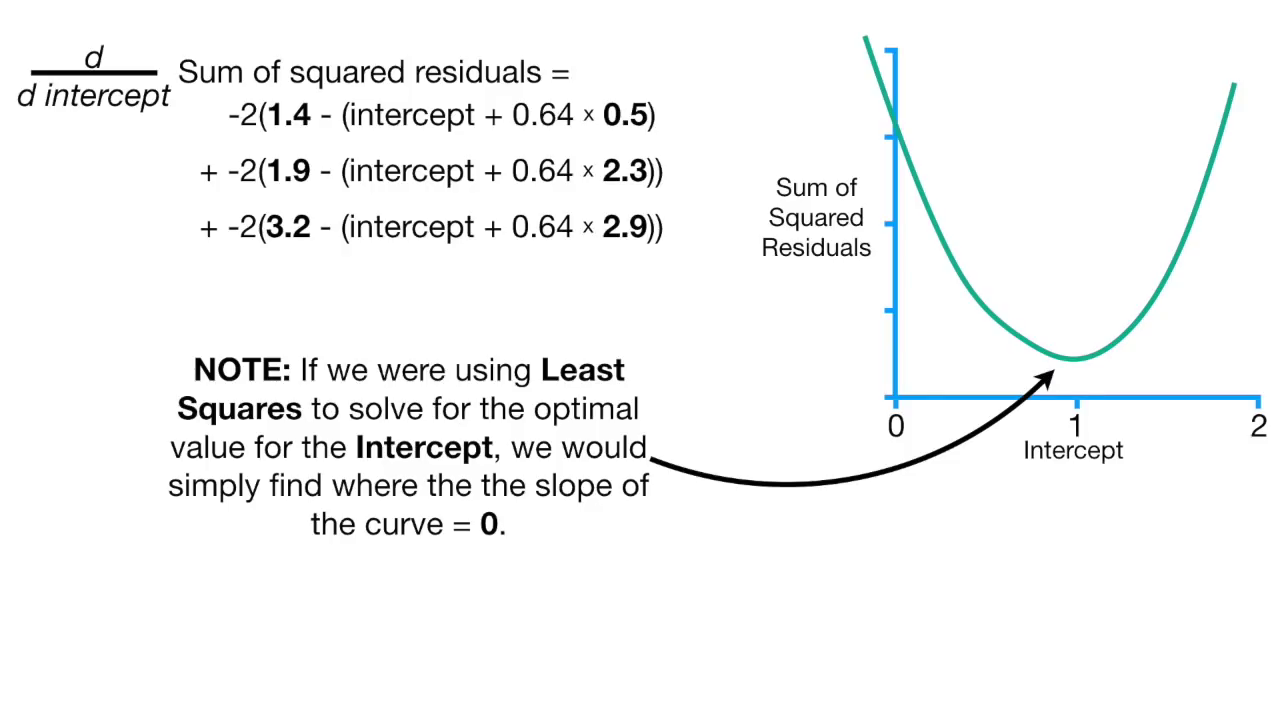 d
d intercept
Sum of squared residuals =
-2(1.4 - (intercept + 0.64 × 0.5)
+ -2(1.9 - (intercept + 0.64 × 2.3))
+ -2(3.2 - (intercept + 0.64 × 2.9))
NOTE: If we were using Least
Squares to solve for the optimal
value for the Intercept, we would
simply find where the the slope of
the curve = 0.
Sum of
Squared
Residuals
0 1 2
Intercept